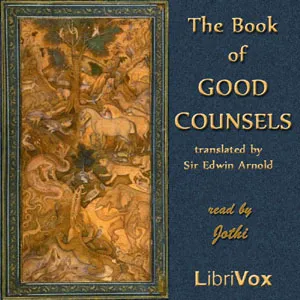 The Book
of
GOOD
COUNSELS
translated by
Sir Edwin Arnold
read by
Jothi
LibriVox